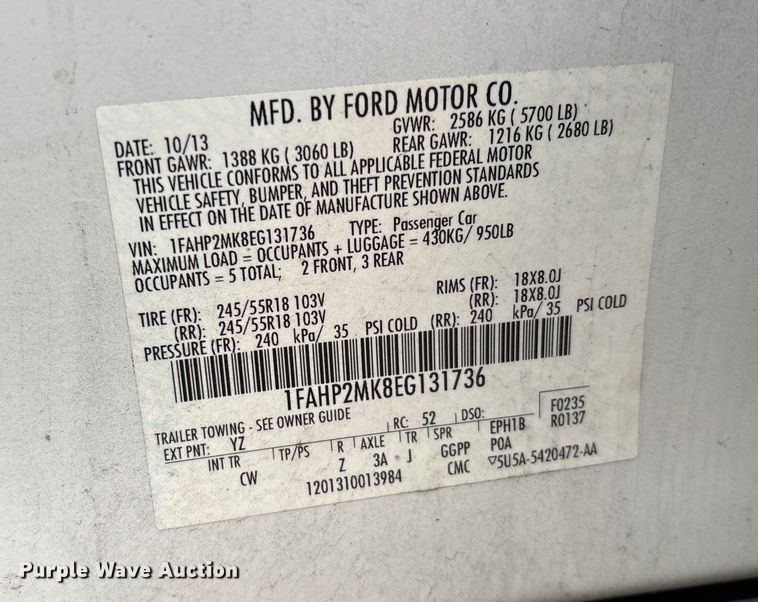 MFD. BY FORD MOTOR CO.
DATE: 10/13 GVWR: 2586 KG ( 5700 LB)
FRONT GAWR: 1388 KG ( 3060 LB) REAR GAWR: 1216 KG ( 2680 LB)
THIS VEHICLE CONFORMS TO ALL APPLICABLE FEDERAL MOTOR
VEHICLE SAFETY, BUMPER, AND THEFT PREVENTION STANDARDS
IN EFFECT ON THE DATE OF MANUFACTURE SHOWN ABOVE.
VIN: 1FAHP2MK8EG131736 TYPE: Passenger Car
MAXIMUM LOAD = OCCUPANTS + LUGGAGE = 430KG/ 950LB
OCCUPANTS = 5 TOTAL; 2 FRONT, 3 REAR
TIRE (FR): 245/55R18 103V RIMS (FR): 18X8.0J
(RR): 245/55R18 103V (RR): 18X8.0J
PRESSURE (FR): 240 kPa/ 35 PSI COLD (RR): 240 kPa/ 35 PSI COLD
1FAHP2MK8EG131736
TRAILER TOWING - SEE OWNER GUIDE
EXT PNT: YZ RC: 52 DSO: F0235
INT TR TP/PS R AXLE TR SPR EPH1B R0137
CW Z 3A J GGPP POA
1201310013984 CMC ▽5U5A-5420472-AA
Purple Wave Auction